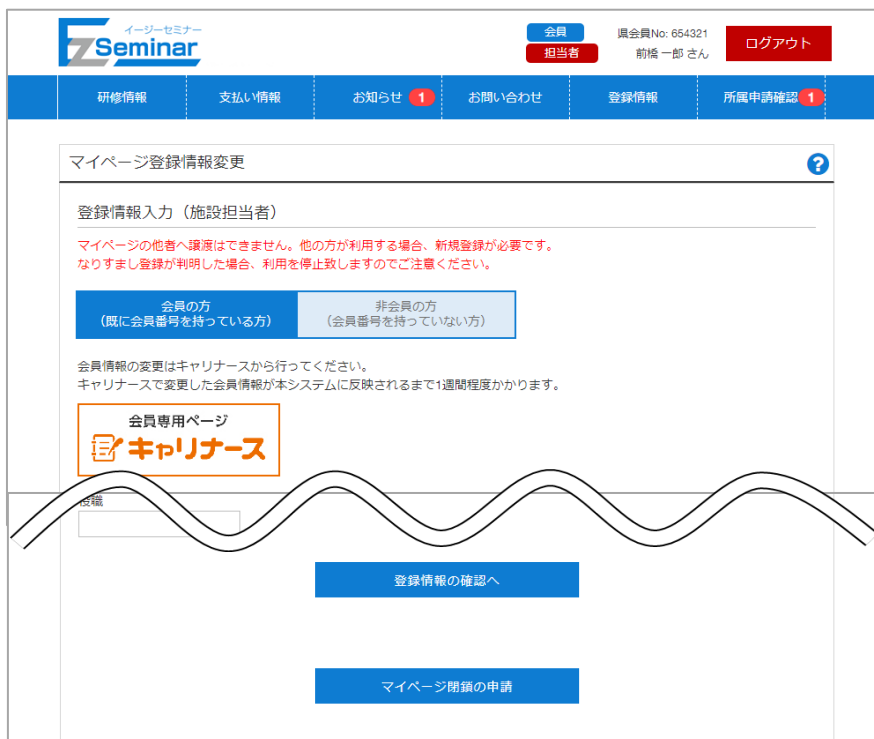 イージーセミナー
Ez Seminar
会員
担当者
県会員No: 654321
前橋 一郎 さん
ログアウト
研修情報
支払い情報
お知らせ 1
お問い合わせ
登録情報
所属申請確認 1
マイページ登録情報変更
?
登録情報入力（施設担当者）
マイページの他者へ譲渡はできません。他の方が利用する場合、新規登録が必要です。
なりすまし登録が判明した場合、利用を停止致しますのでご注意ください。
会員の方
（既に会員番号を持っている方）
非会員の方
（会員番号を持っていない方）
会員情報の変更はキャリナースから行ってください。
キャリナースで変更した会員情報が本システムに反映されるまで1週間程度かかります。
会員専用ページ
キャリナース
役職
登録情報の確認へ
マイページ閉鎖の申請